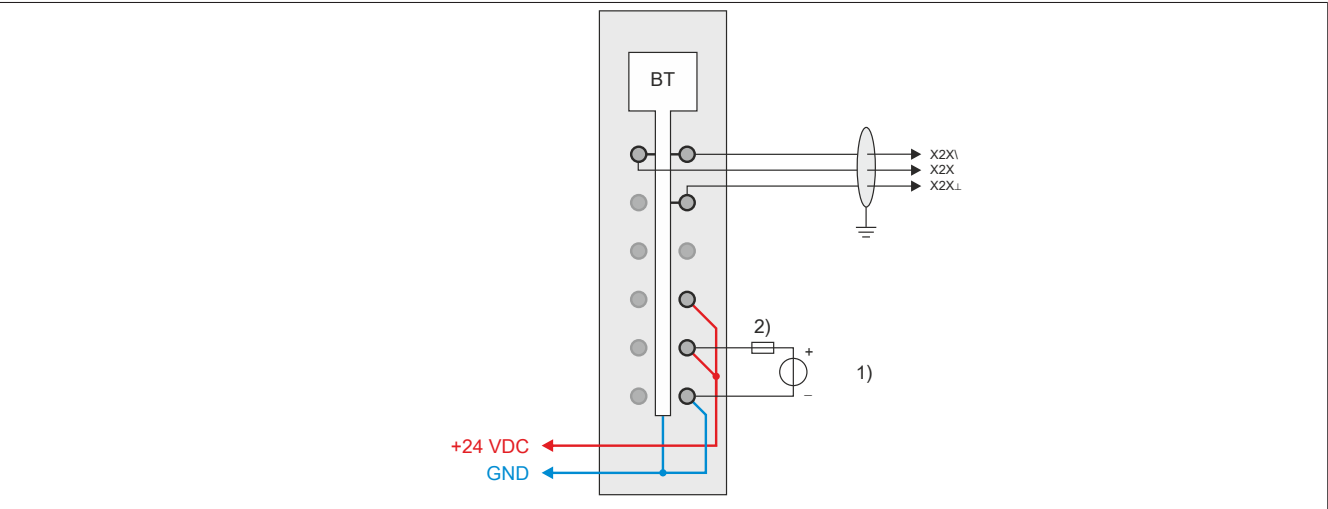 BT
X2X\
X2X
X2X⊥
2)
+
1)
–
+24 VDC
GND